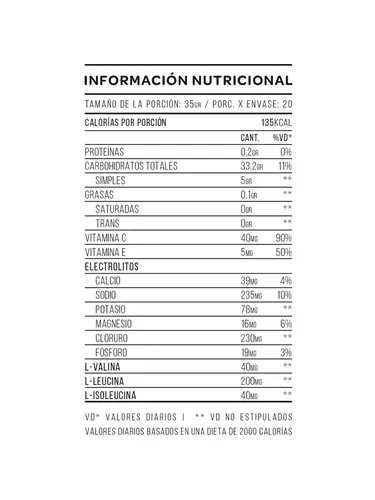 INFORMACIÓN NUTRICIONAL
TAMAÑO DE LA PORCIÓN: 35GR / PORC. X ENVASE: 20
CALORÍAS POR PORCIÓN 135KCAL
CANT. %VD*
PROTEÍNAS 0,2GR 0%
CARBOHIDRATOS TOTALES 33,2GR 11%
SIMPLES 5GR **
GRASAS 0,1GR **
SATURADAS 0GR **
TRANS 0GR **
VITAMINA C 40MG 90%
VITAMINA E 5MG 50%
ELECTROLITOS
CALCIO 39MG 4%
SODIO 235MG 10%
POTASIO 78MG **
MAGNESIO 16MG 6%
CLORURO 230MG **
FÓSFORO 19MG 3%
L-VALINA 40MG **
L-LEUCINA 200MG **
L-ISOLEUCINA 40MG **
VD* VALORES DIARIOS | ** VD NO ESTIPULADOS
VALORES DIARIOS BASADOS EN UNA DIETA DE 2000 CALORÍAS